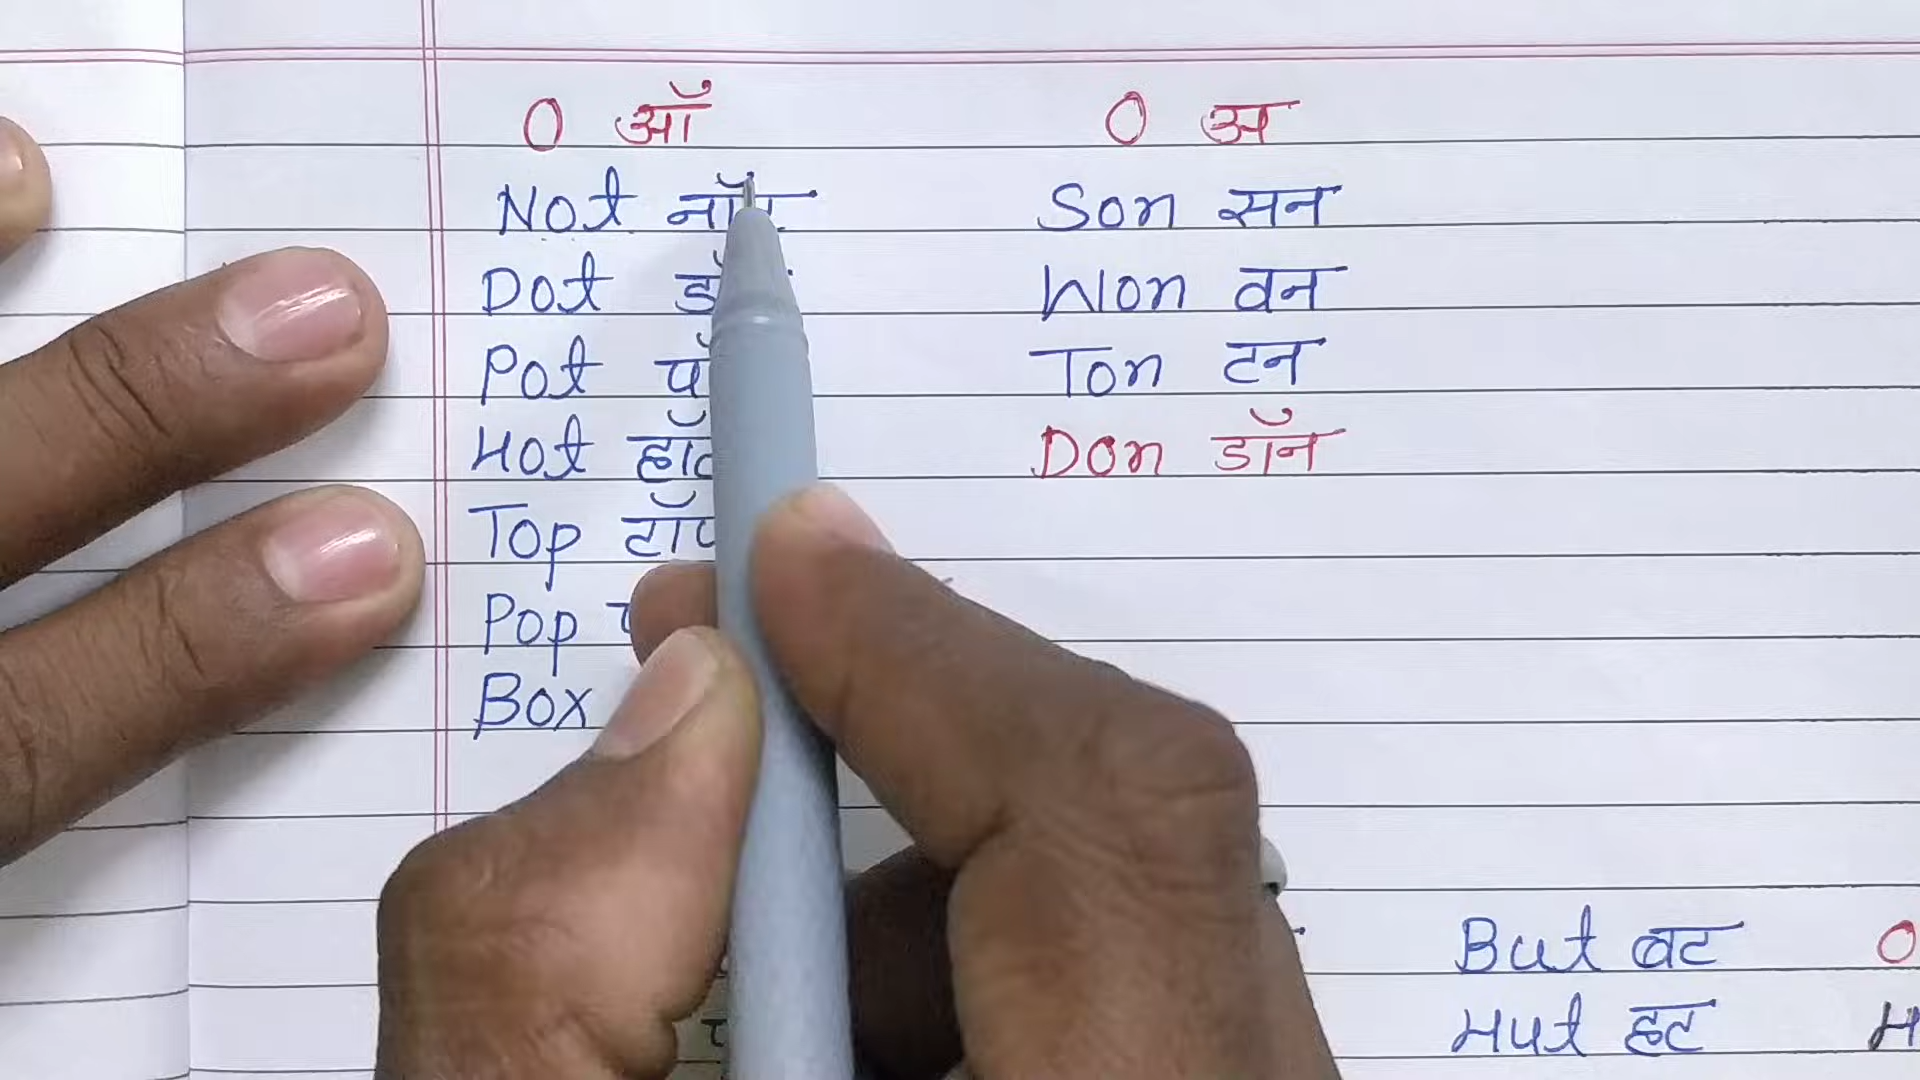 O ऑ O अ
Not Son सन
Dot Won वन
Pot Ton टन
Hot Don डॉन
Top
Pop
Box
But बट O
Hut हट